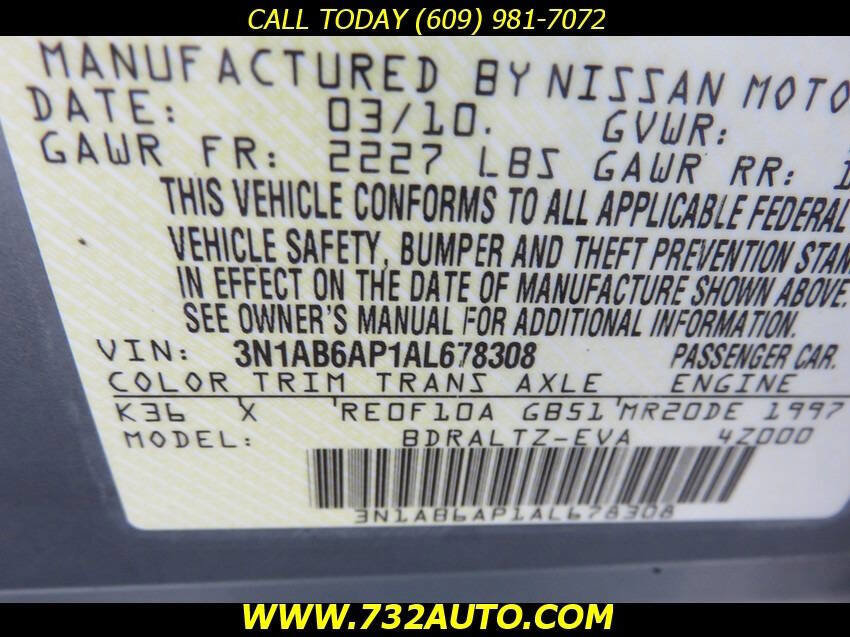 CALL TODAY (609) 981-7072
MANUFACTURED BY NISSAN MOTO
DATE: 03/10. GVWR:
GAWR FR: 2227 LBS GAWR RR: 1
THIS VEHICLE CONFORMS TO ALL APPLICABLE FEDERAL
VEHICLE SAFETY, BUMPER AND THEFT PREVENTION STAN
IN EFFECT ON THE DATE OF MANUFACTURE SHOWN ABOVE.
SEE OWNER'S MANUAL FOR ADDITIONAL INFORMATION.
VIN: 3N1AB6AP1AL678308 PASSENGER CAR.
COLOR TRIM TRANS AXLE ENGINE
K36 X 'RE0F10A GB51'MR20DE 1997
MODEL: BDRALTZ-EVA 4Z000
3N1AB6AP1AL678308
WWW.732AUTO.COM